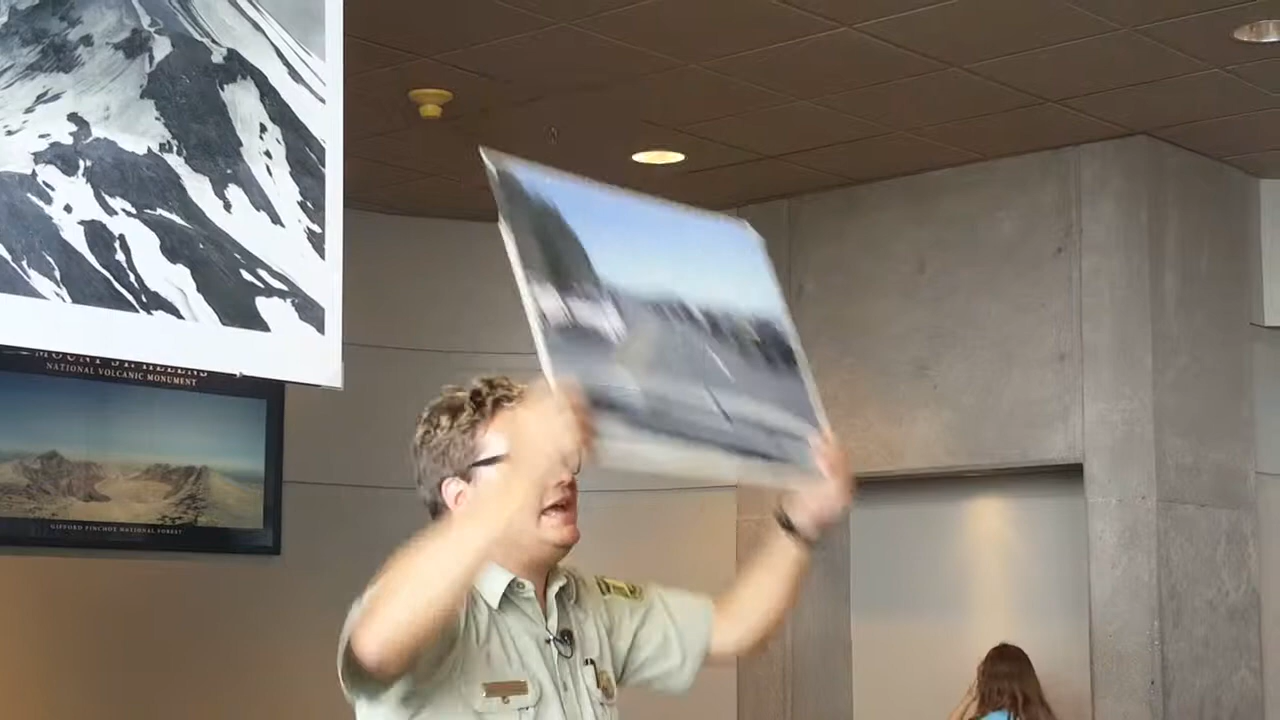 MOUNT ST. HELENS
NATIONAL VOLCANIC MONUMENT
GIFFORD PINCHOT NATIONAL FOREST